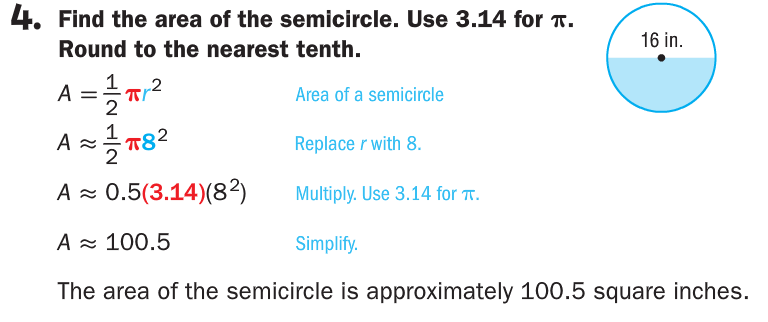 4. Find the area of the semicircle. Use 3.14 for π.
Round to the nearest tenth.
16 in.
A = 1/2 πr² Area of a semicircle
A ≈ 1/2 π8² Replace r with 8.
A ≈ 0.5(3.14)(8²) Multiply. Use 3.14 for π.
A ≈ 100.5 Simplify.
The area of the semicircle is approximately 100.5 square inches.